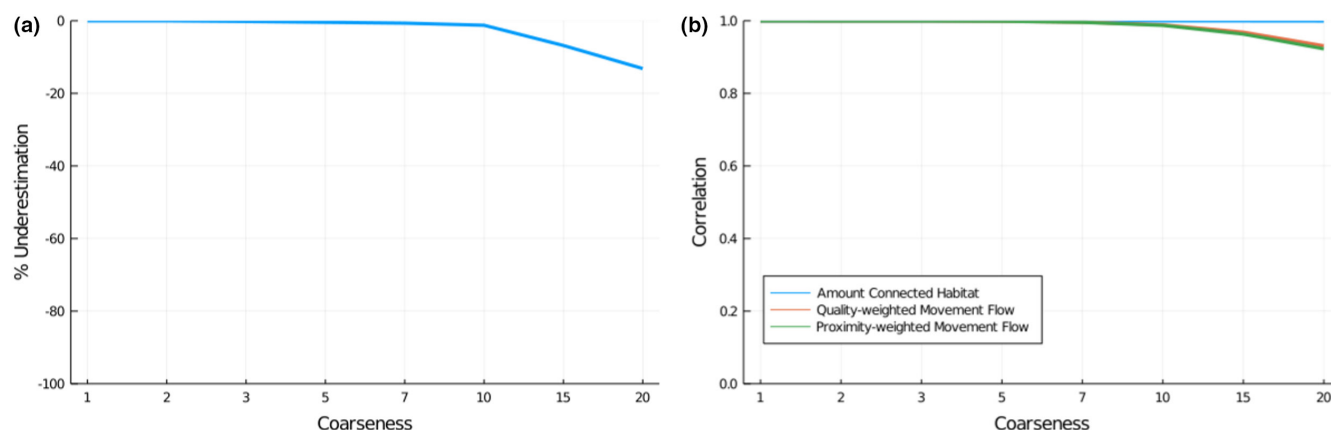 (a)
% Underestimation
0
-20
-40
-60
-80
-100
1 2 3 5 7 10 15 20
Coarseness
(b)
Correlation
1.0
0.8
0.6
0.4
0.2
0.0
Amount Connected Habitat
Quality-weighted Movement Flow
Proximity-weighted Movement Flow
1 2 3 5 7 10 15 20
Coarseness